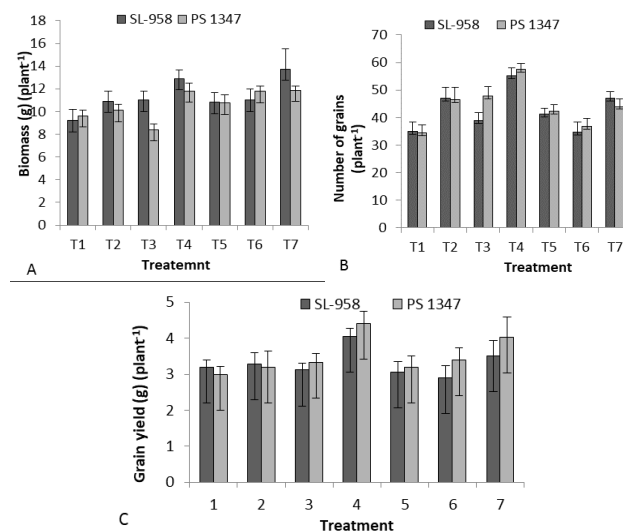 SL-958 PS 1347
18
16
14
12
10
8
6
4
2
0
Biomass (g) (plant-1)
T1 T2 T3 T4 T5 T6 T7
Treatemnt
A
SL-958 PS 1347
70
60
50
40
30
20
10
0
Number of grains
(plant-1)
T1 T2 T3 T4 T5 T6 T7
Treatment
B
SL-958 PS 1347
5
4
3
2
1
0
Grain yield (g) (plant-1)
1 2 3 4 5 6 7
Treatment
C